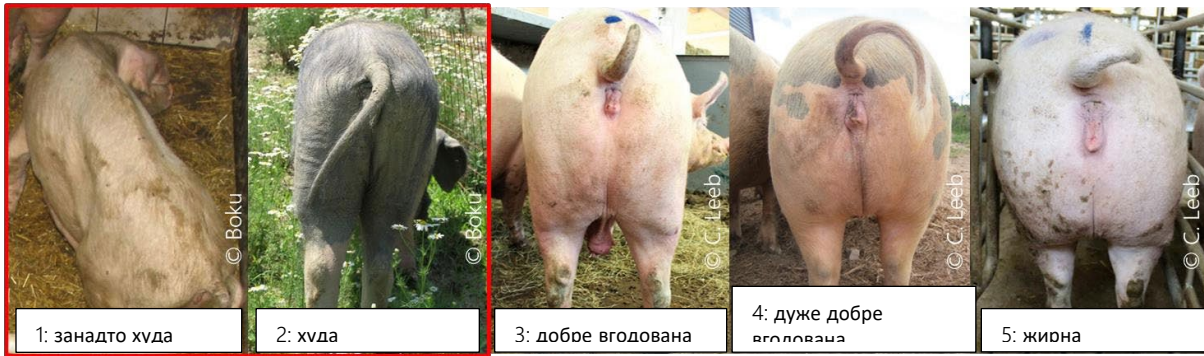 © Boku
© Boku
© C. Leeb
© C. Leeb
© C. Leeb
1: занадто худа
2: худа
3: добре вгодована
4: дуже добре
вгодована
5: жирна